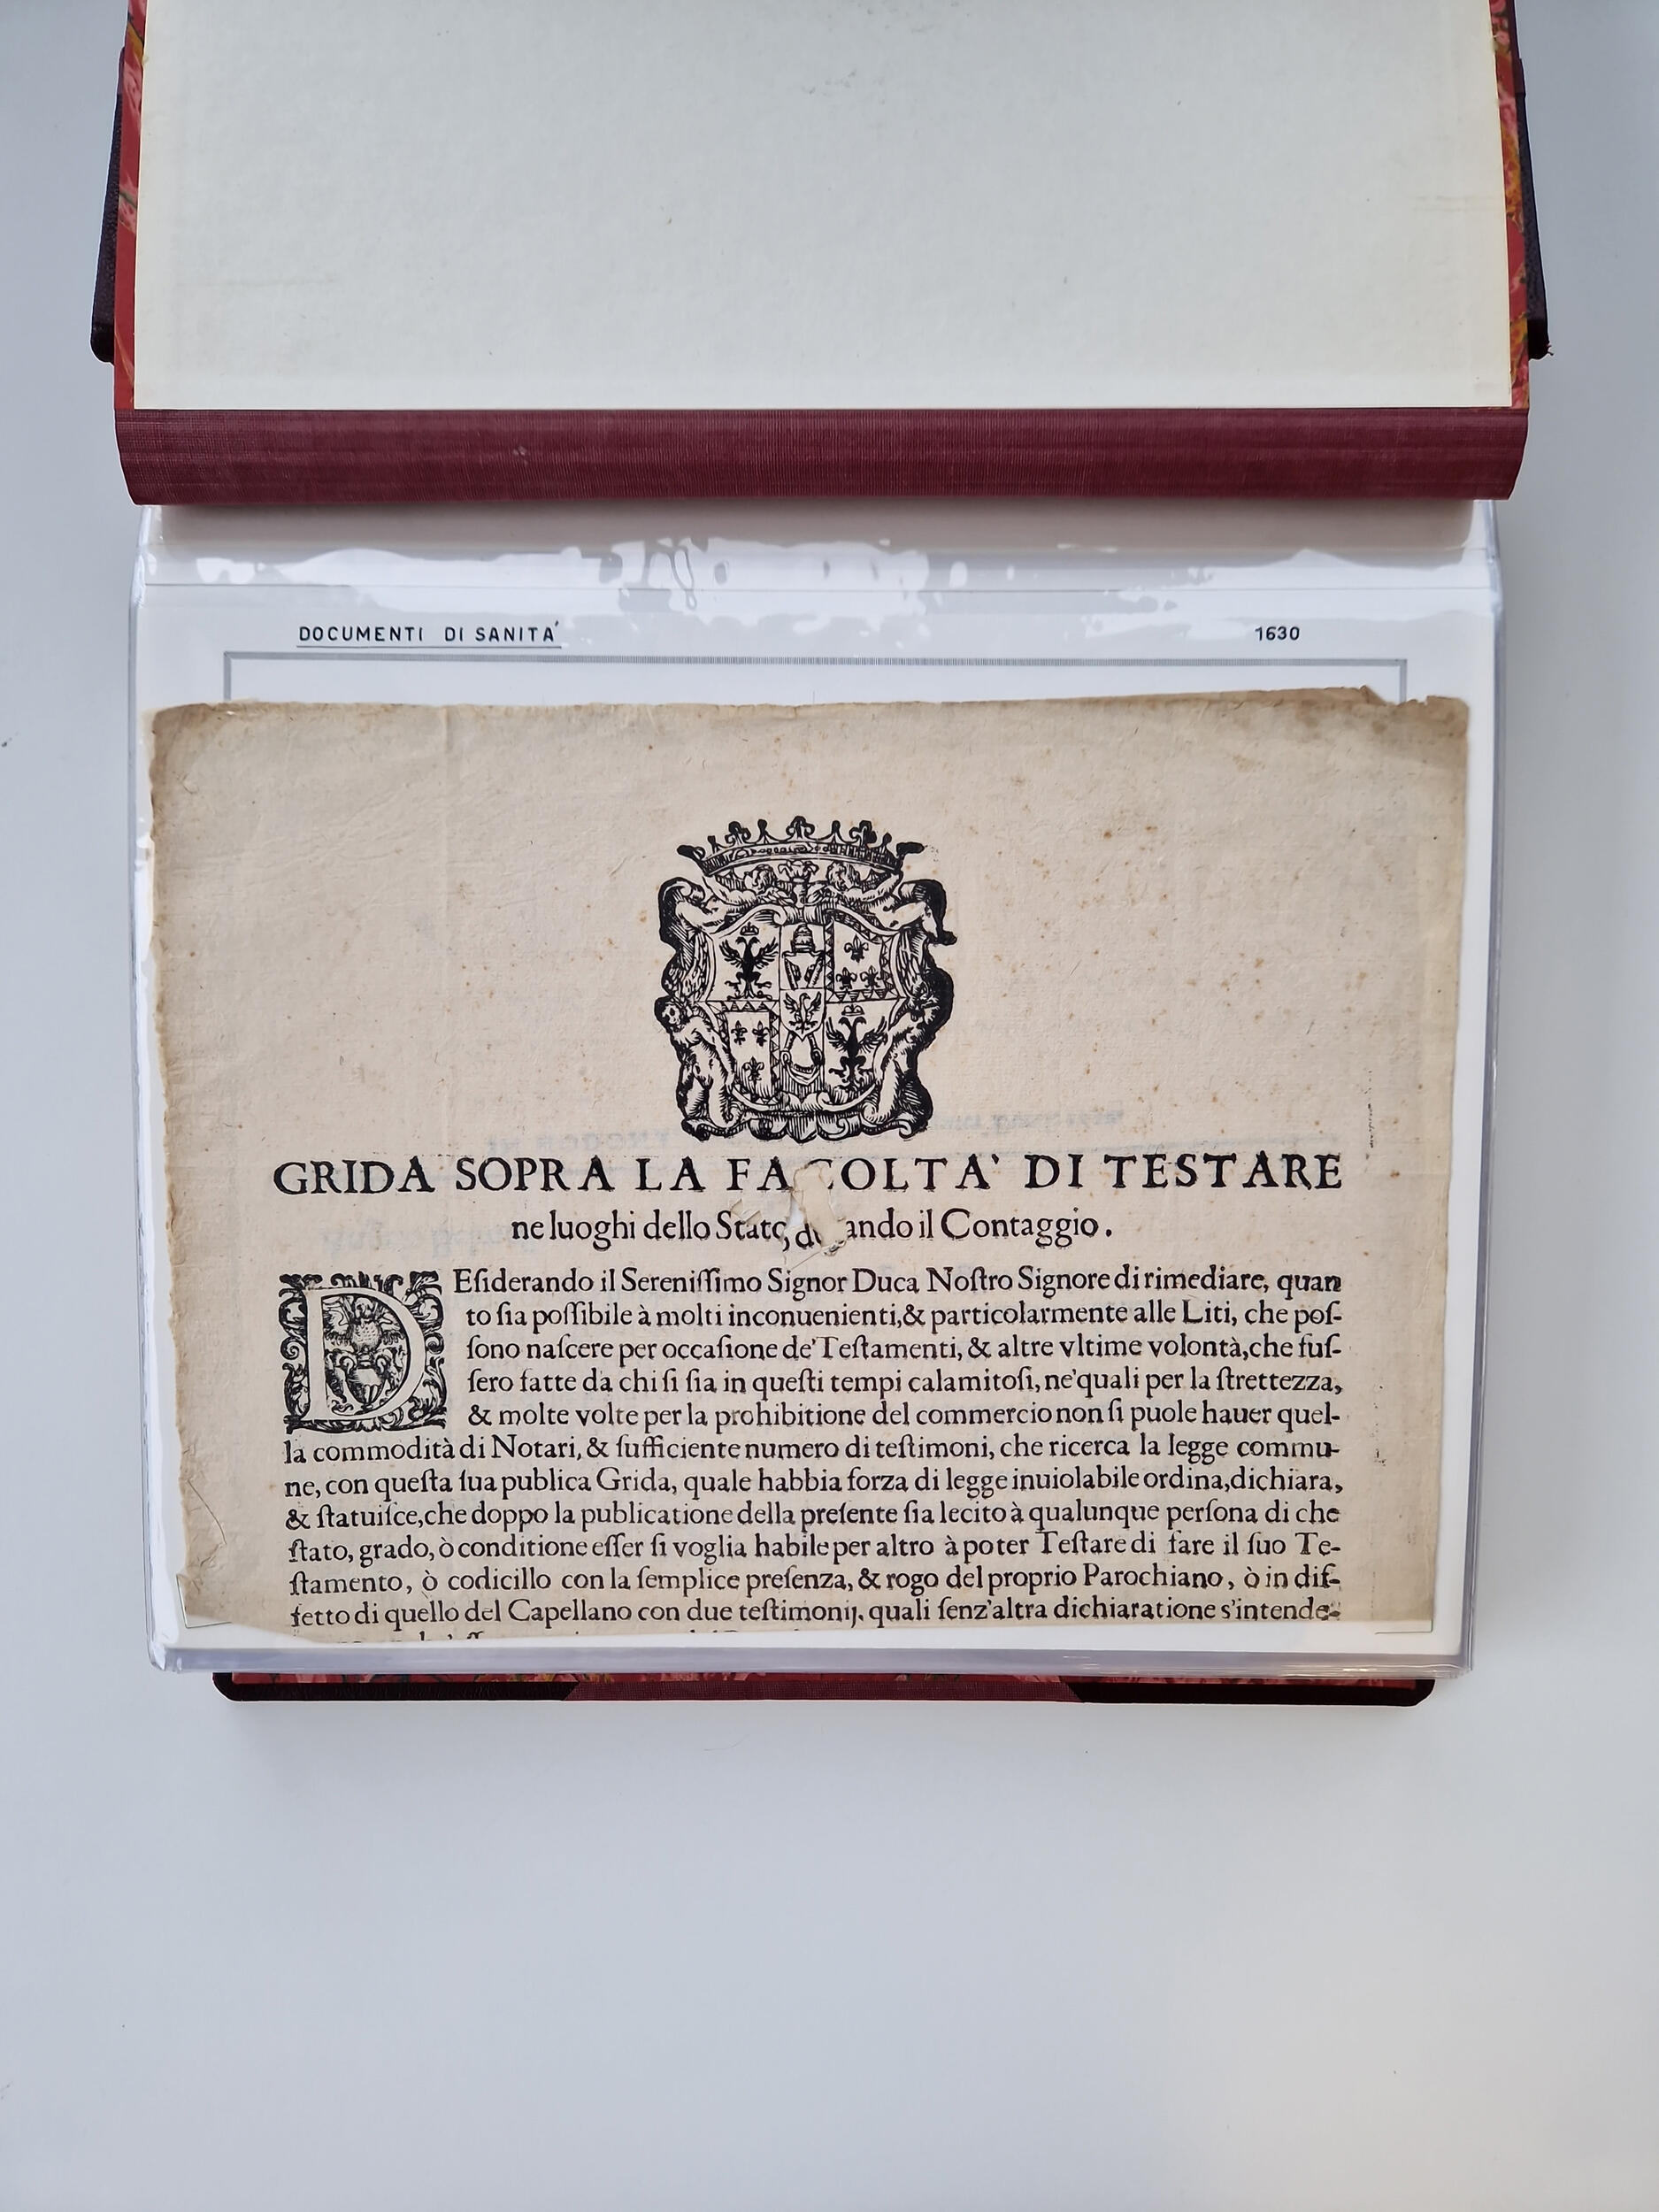 DOCUMENTI DI SANITA'
1630
GRIDA SOPRA LA FACOLTA' DI TESTARE
ne luoghi dello Stato, ando il Contaggio.
DEſiderando il Sereniſſimo Signor Duca Noſtro Signore di rimediare, quan
to ſia poſſibile à molti inconuenienti, & particolarmente alle Liti, che poſ-
ſono naſcere per occaſione de' Teſtamenti, & altre vltime volontà, che fuſ-
ſero fatte da chi ſi ſia in queſti tempi calamitoſi, ne'quali per la ſtrettezza,
& molte volte per la prohibitione del commercio non ſi puole hauer quel-
la commodità di Notari, & ſufficiente numero di teſtimoni, che ricerca la legge commu-
ne, con queſta ſua publica Grida, quale habbia forza di legge inuiolabile ordina, dichiara,
& ſtatuiſce, che doppo la publicatione della preſente ſia lecito à qualunque perſona di che
ſtato, grado, ò conditione eſſer ſi voglia habile per altro à poter Teſtare di fare il ſuo Te-
ſtamento, ò codicillo con la ſemplice preſenza, & rogo del proprio Parochiano, ò in dif-
fetto di quello del Capellano con due teſtimonij, quali ſenz'altra dichiaratione s'intende-